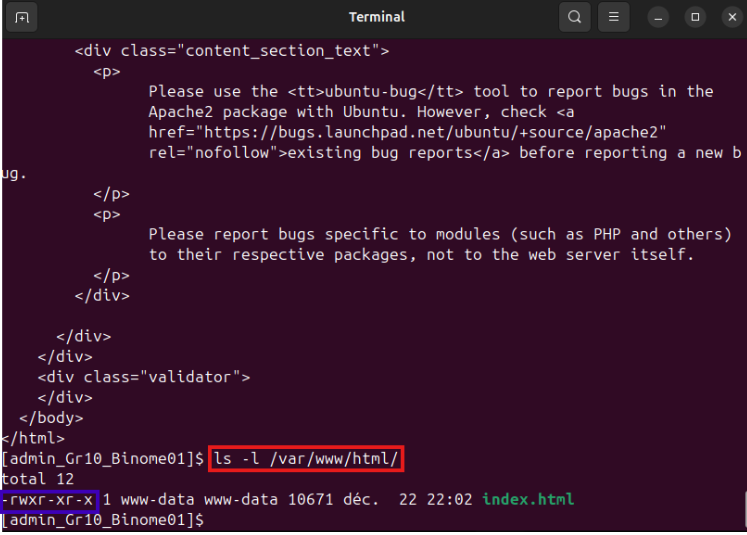 Terminal
<div class="content_section_text">
<p>
Please use the <tt>ubuntu-bug</tt> tool to report bugs in the
Apache2 package with Ubuntu. However, check <a
href="https://bugs.launchpad.net/ubuntu/+source/apache2"
rel="nofollow">existing bug reports</a> before reporting a new b
ug.
</p>
<p>
Please report bugs specific to modules (such as PHP and others)
to their respective packages, not to the web server itself.
</p>
</div>
</div>
</div>
<div class="validator">
</div>
</body>
</html>
[admin_Gr10_Binome01]$ ls -l /var/www/html/
total 12
-rwxr-xr-x 1 www-data www-data 10671 déc.  22 22:02 index.html
[admin_Gr10_Binome01]$